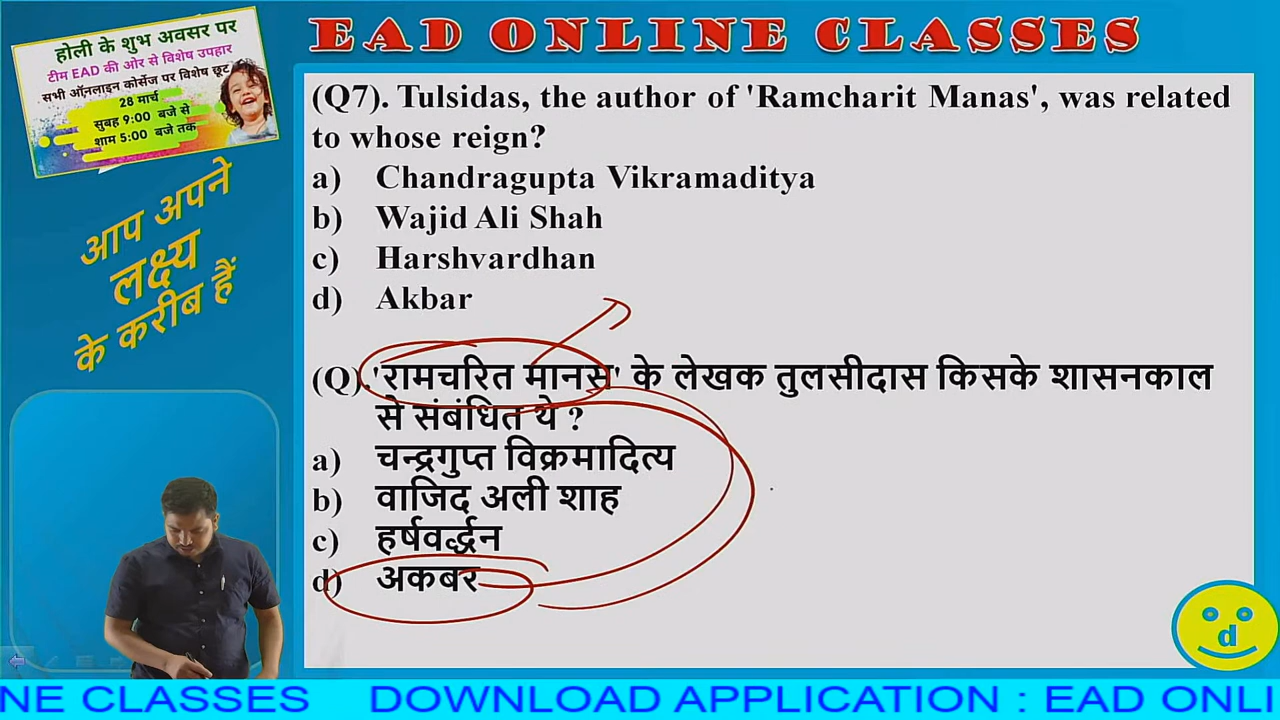 होली के शुभ अवसर पर
टीम EAD की ओर से विशेष उपहार
सभी ऑनलाइन कोर्सेज पर विशेष छूट
28 मार्च
सुबह 9:00 बजे से
शाम 5:00 बजे तक
EAD ONLINE CLASSES
आप अपने
लक्ष्य
के करीब हैं
(Q7). Tulsidas, the author of 'Ramcharit Manas', was related
to whose reign?
a) Chandragupta Vikramaditya
b) Wajid Ali Shah
c) Harshvardhan
d) Akbar
(Q).'रामचरित मानस' के लेखक तुलसीदास किसके शासनकाल
से संबंधित थे ?
a) चन्द्रगुप्त विक्रमादित्य
b) वाजिद अली शाह
c) हर्षवर्द्धन
d) अकबर
d
NE CLASSES DOWNLOAD APPLICATION : EAD ONLI